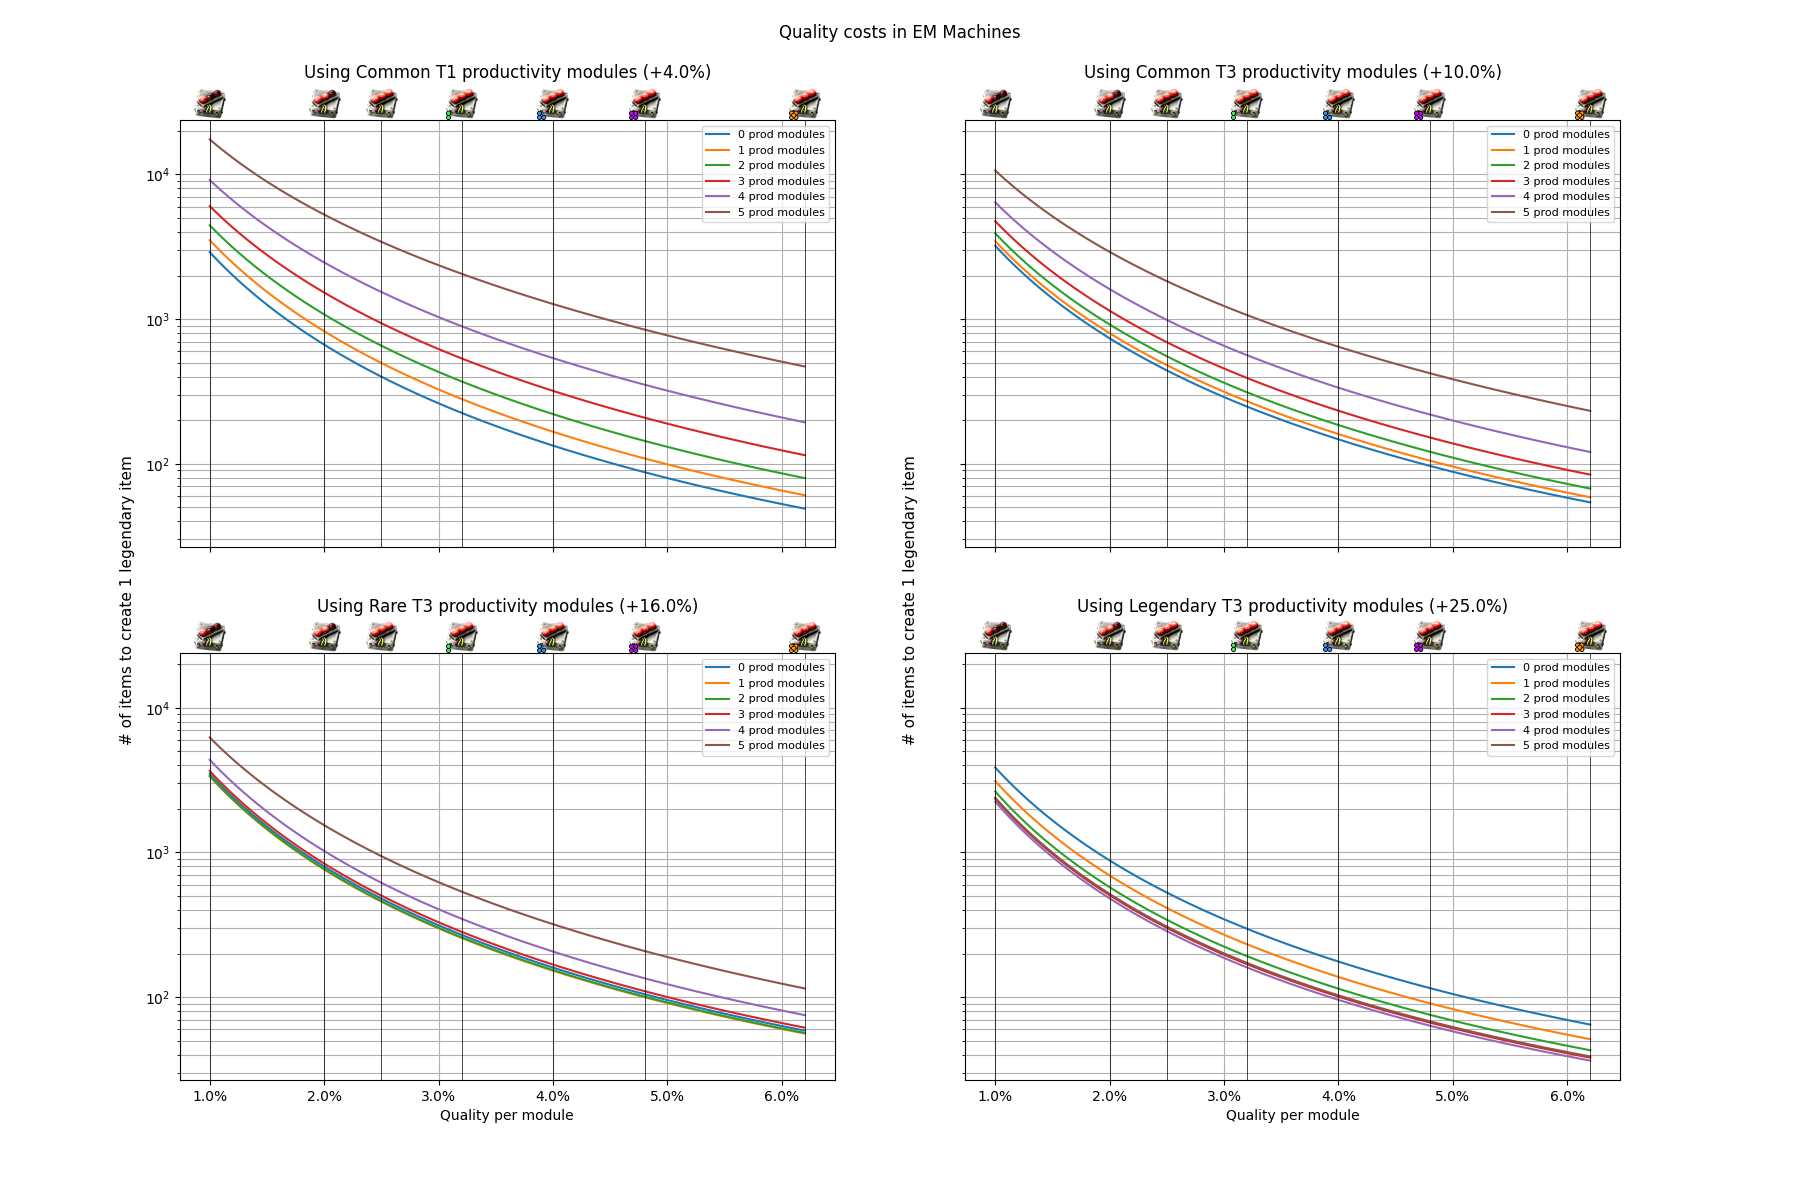 Quality costs in EM Machines
Using Common T1 productivity modules (+4.0%)
0 prod modules
1 prod modules
2 prod modules
3 prod modules
4 prod modules
5 prod modules
10⁴
10³
10²
# of items to create 1 legendary item
Using Common T3 productivity modules (+10.0%)
0 prod modules
1 prod modules
2 prod modules
3 prod modules
4 prod modules
5 prod modules
# of items to create 1 legendary item
Using Rare T3 productivity modules (+16.0%)
0 prod modules
1 prod modules
2 prod modules
3 prod modules
4 prod modules
5 prod modules
10⁴
10³
10²
1.0% 2.0% 3.0% 4.0% 5.0% 6.0%
Quality per module
Using Legendary T3 productivity modules (+25.0%)
0 prod modules
1 prod modules
2 prod modules
3 prod modules
4 prod modules
5 prod modules
1.0% 2.0% 3.0% 4.0% 5.0% 6.0%
Quality per module